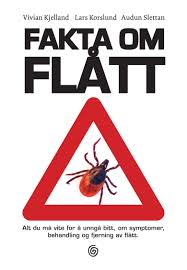 Vivian Kjelland Lars Korslund Audun Slettan
FAKTA OM
FLÅTT
Alt du må vite for å unngå bitt, om symptomer,
behandling og fjerning av flått.